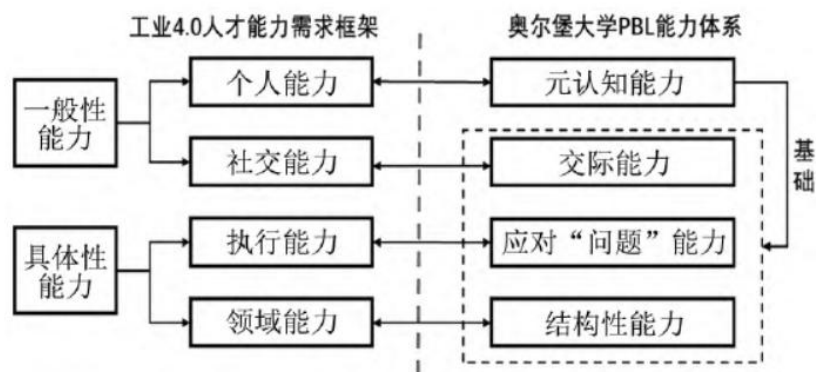 工业4.0人才能力需求框架
奥尔堡大学PBL能力体系
一般性
能力
个人能力
元认知能力
社交能力
交际能力
基
础
具体性
能力
执行能力
应对“问题”能力
领域能力
结构性能力